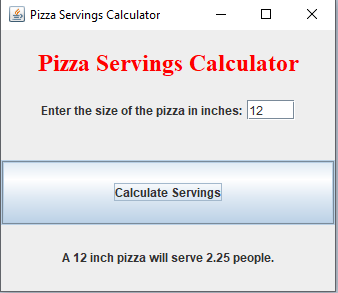 Pizza Servings Calculator
Pizza Servings Calculator
Enter the size of the pizza in inches: 12
Calculate Servings
A 12 inch pizza will serve 2.25 people.